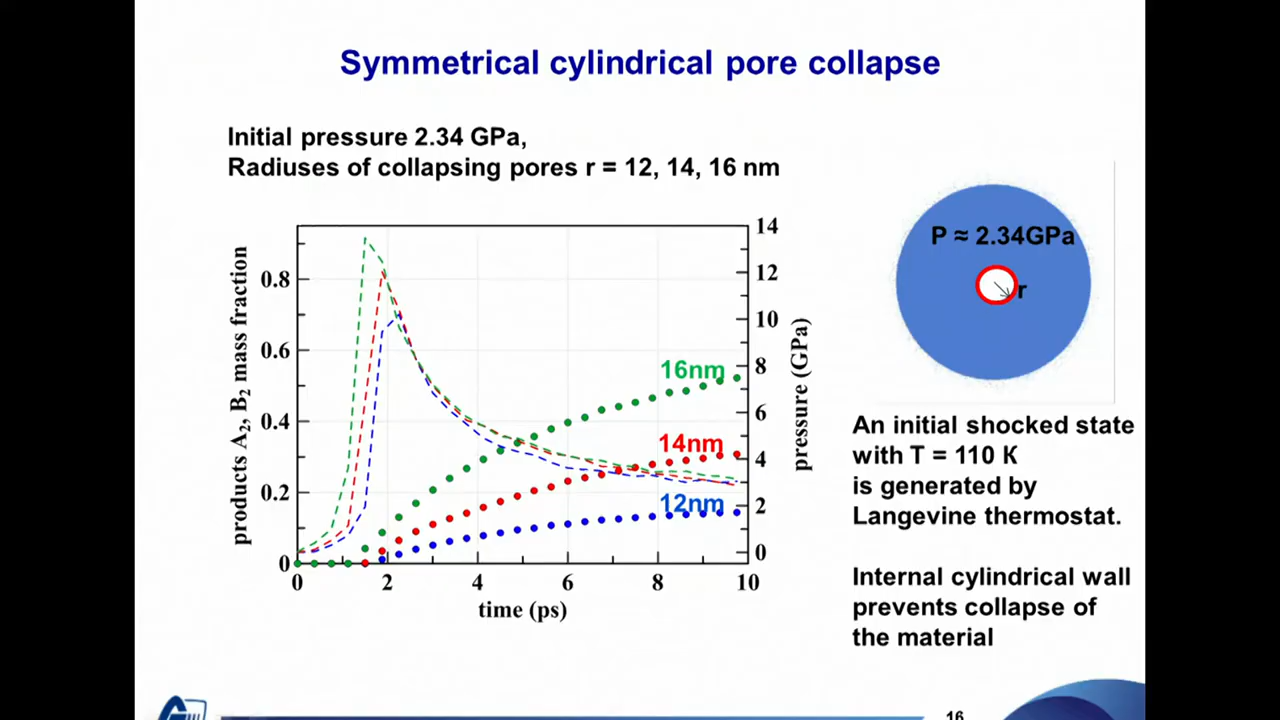 Symmetrical cylindrical pore collapse
Initial pressure 2.34 GPa,
Radiuses of collapsing pores r = 12, 14, 16 nm
products A2, B2 mass fraction
0.8
0.6
0.4
0.2
0
14
12
10
8
6
4
2
0
pressure (GPa)
16nm
14nm
12nm
0 2 4 6 8 10
time (ps)
P ≈ 2.34GPa
r
An initial shocked state
with T = 110 К
is generated by
Langevine thermostat.
Internal cylindrical wall
prevents collapse of
the material
16